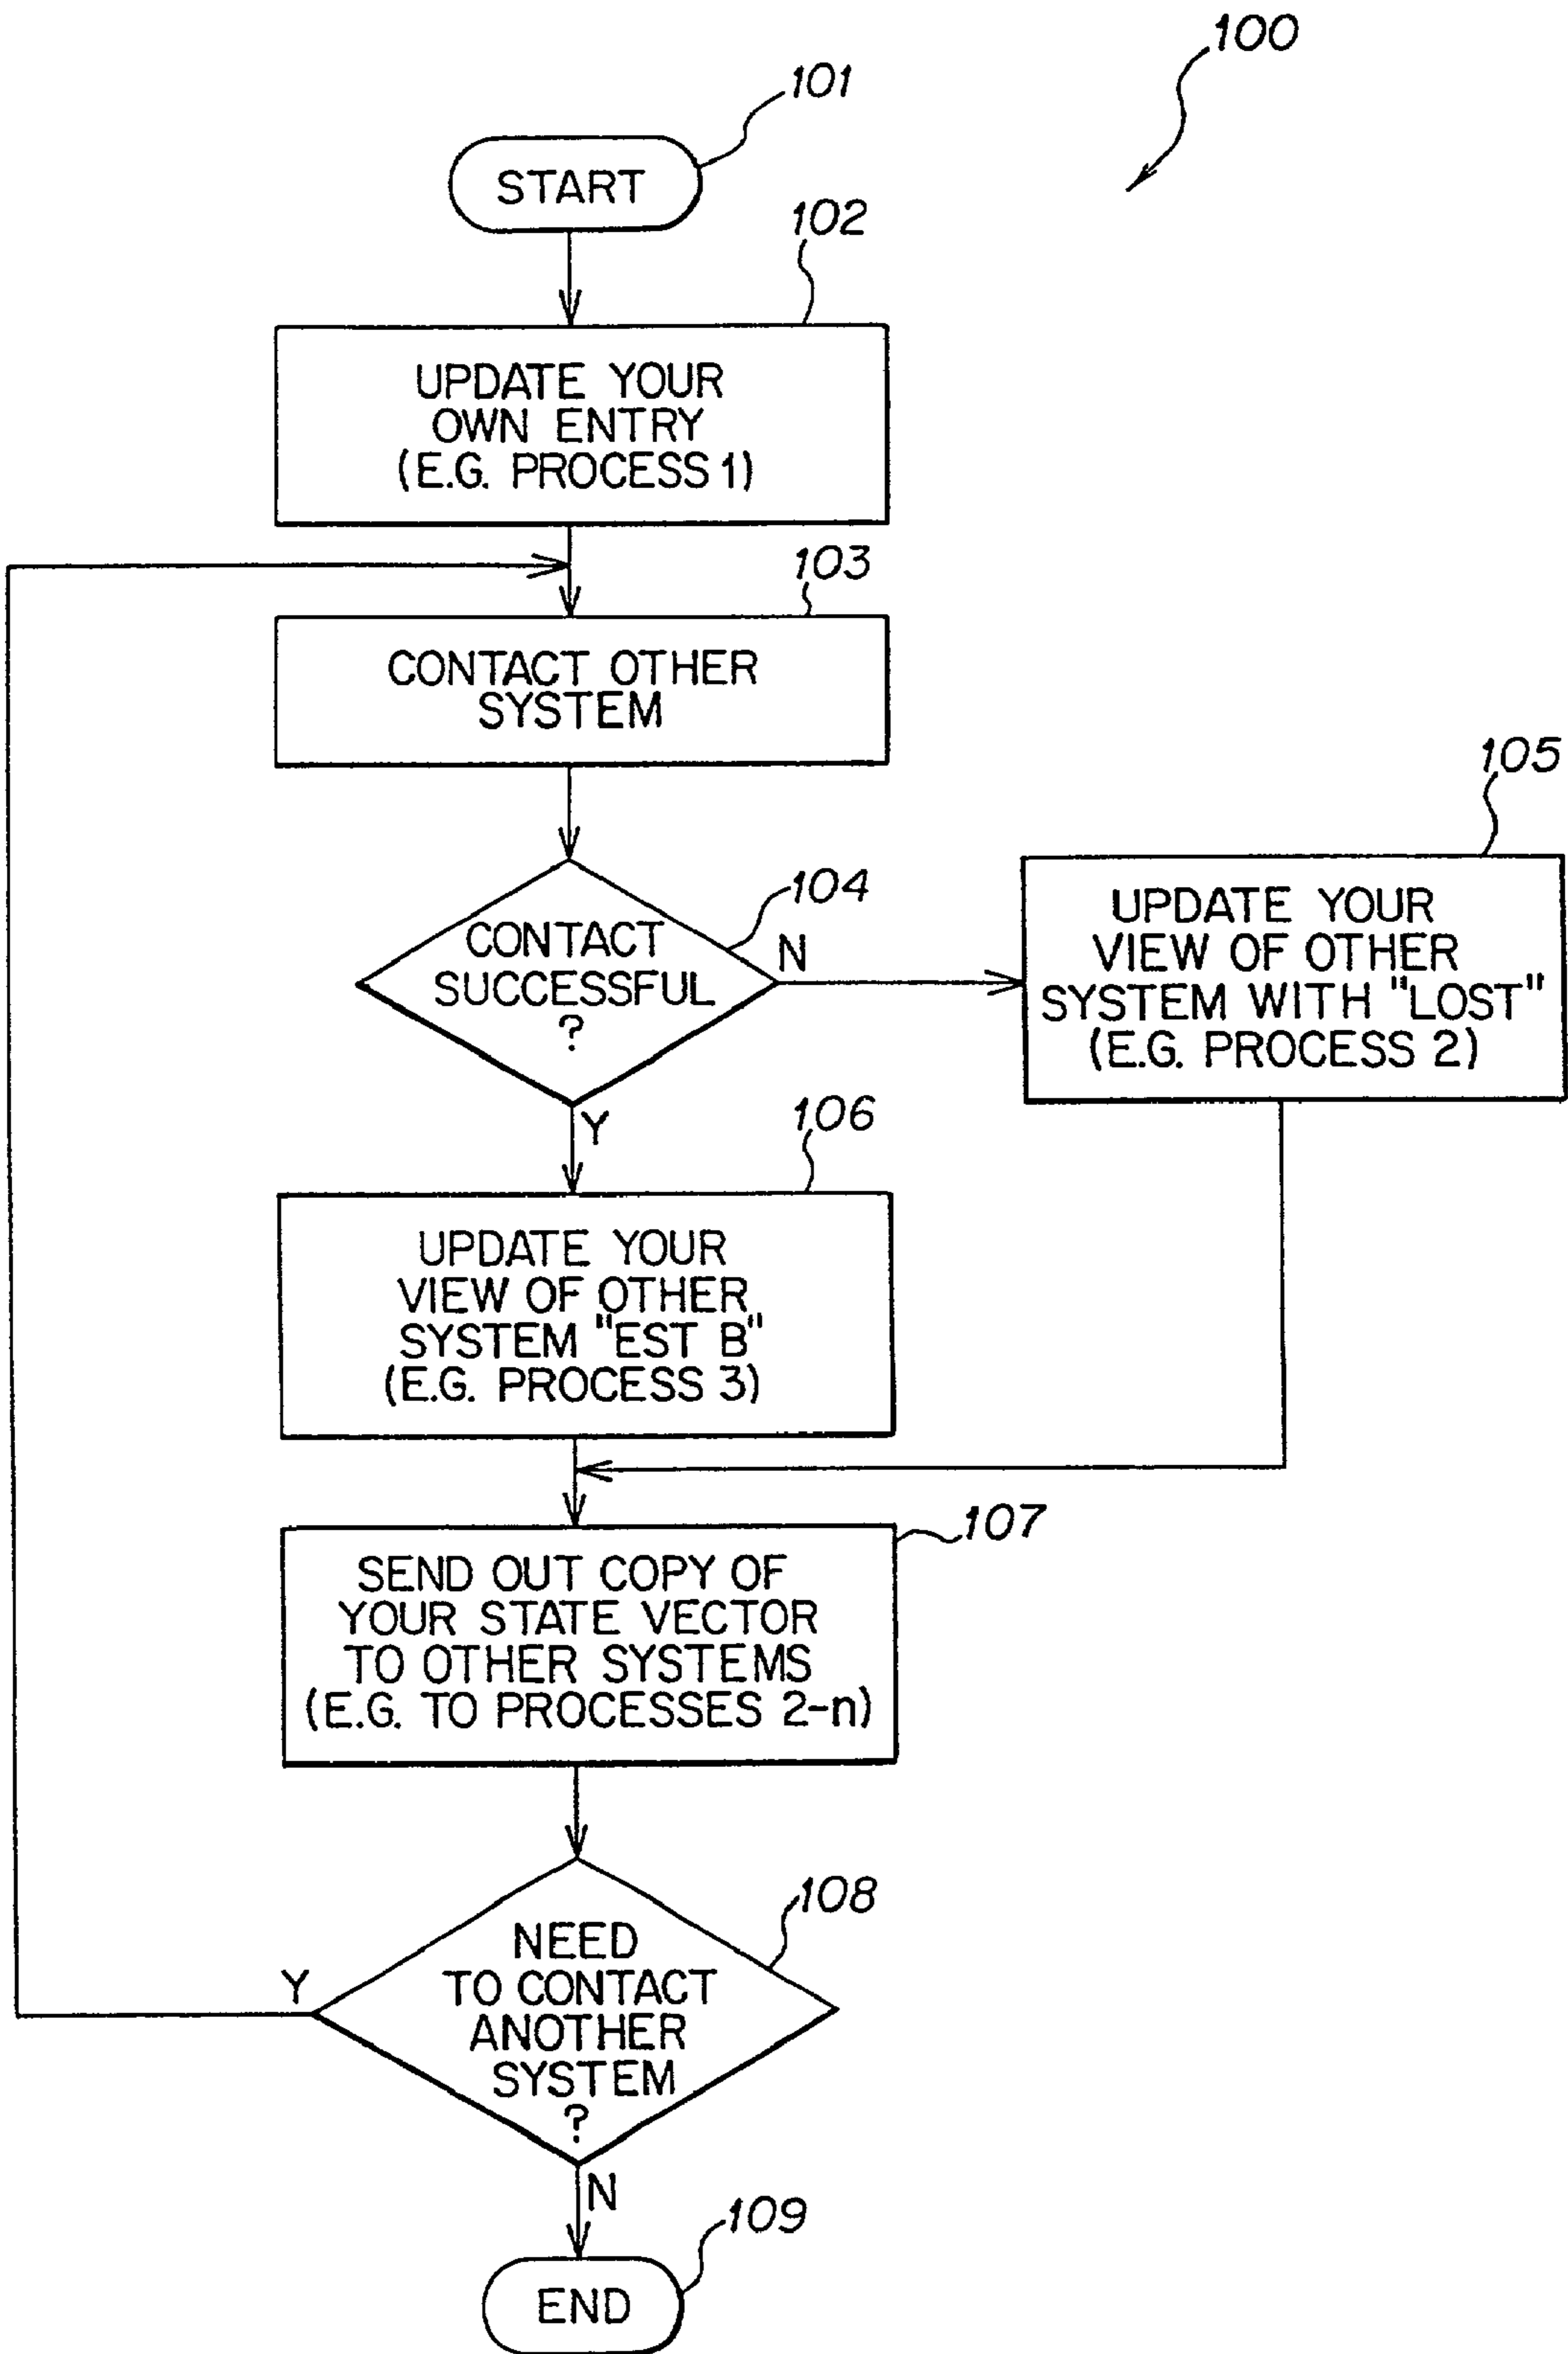 100
101
START
102
UPDATE YOUR
OWN ENTRY
(E.G. PROCESS 1)
103
CONTACT OTHER
SYSTEM
104
CONTACT
SUCCESSFUL
?
N
105
UPDATE YOUR
VIEW OF OTHER
SYSTEM WITH "LOST"
(E.G. PROCESS 2)
Y
106
UPDATE YOUR
VIEW OF OTHER
SYSTEM "EST B"
(E.G. PROCESS 3)
107
SEND OUT COPY OF
YOUR STATE VECTOR
TO OTHER SYSTEMS
(E.G. TO PROCESSES 2-n)
108
NEED
TO CONTACT
ANOTHER
SYSTEM
?
Y
N
109
END